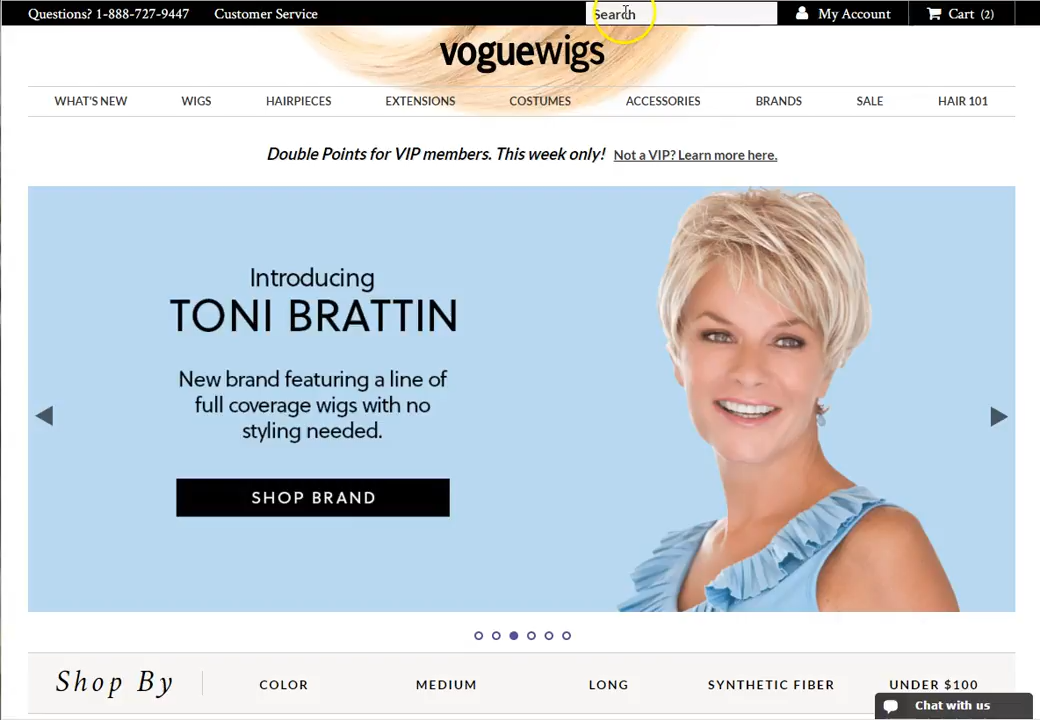 Questions? 1-888-727-9447 Customer Service Search My Account Cart (2)
voguewigs
WHAT'S NEW WIGS HAIRPIECES EXTENSIONS COSTUMES ACCESSORIES BRANDS SALE HAIR 101
Double Points for VIP members. This week only! Not a VIP? Learn more here.
Introducing
TONI BRATTIN
New brand featuring a line of
full coverage wigs with no
styling needed.
SHOP BRAND
Shop By COLOR MEDIUM LONG SYNTHETIC FIBER UNDER $100
Chat with us